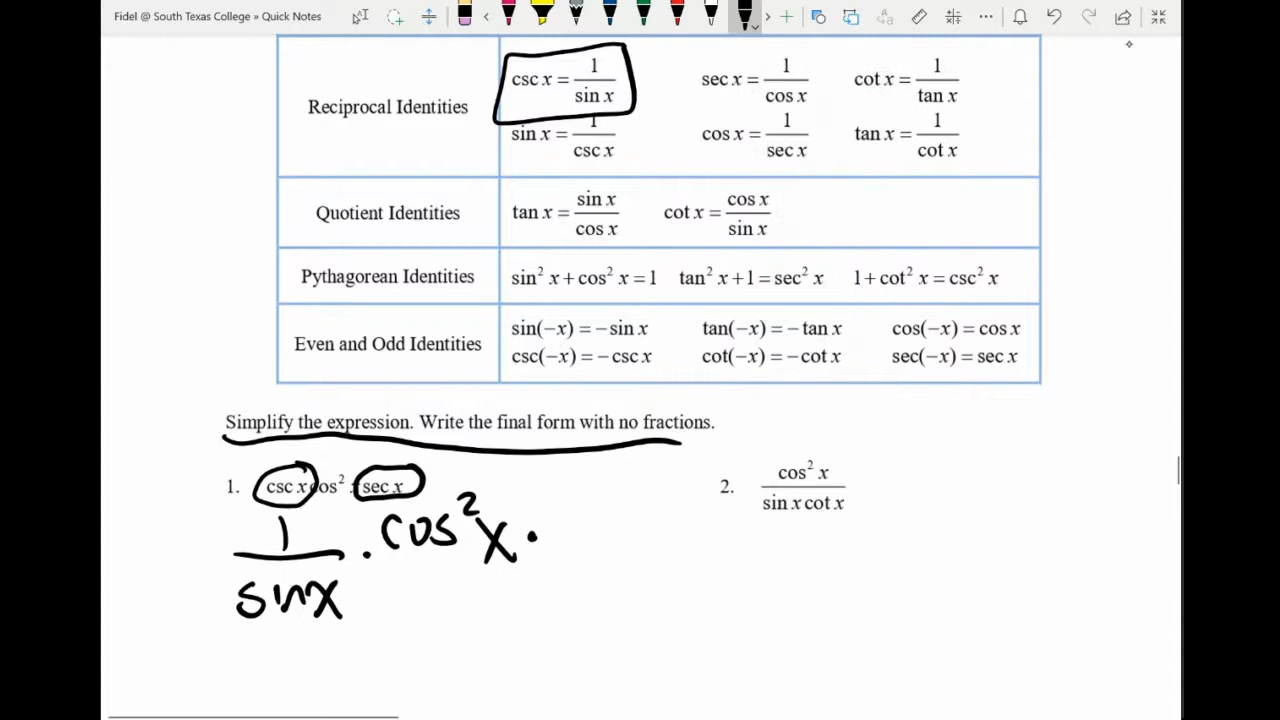 Fidel @ South Texas College » Quick Notes
Reciprocal Identities
csc x = 1/sin x sec x = 1/cos x cot x = 1/tan x
sin x = 1/csc x cos x = 1/sec x tan x = 1/cot x
Quotient Identities
tan x = sin x/cos x cot x = cos x/sin x
Pythagorean Identities
sin² x + cos² x = 1 tan² x + 1 = sec² x 1 + cot² x = csc² x
Even and Odd Identities
sin(−x) = − sin x tan(−x) = − tan x cos(−x) = cos x
csc(−x) = − csc x cot(−x) = − cot x sec(−x) = sec x
Simplify the expression. Write the final form with no fractions.
1. csc x cos² x sec x
2. cos² x/sin x cot x
1/sin x · cos² x ·